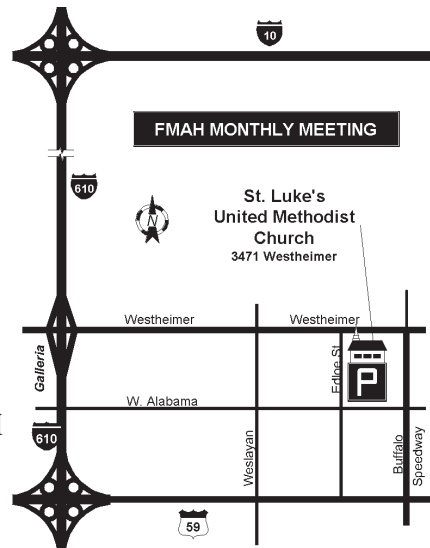 10
FMAH MONTHLY MEETING
610
N
St. Luke's
United Methodist
Church
3471 Westheimer
Westheimer
Westheimer
Galleria
Edloe St
P
W. Alabama
610
Weslayan
Buffalo
Speedway
59